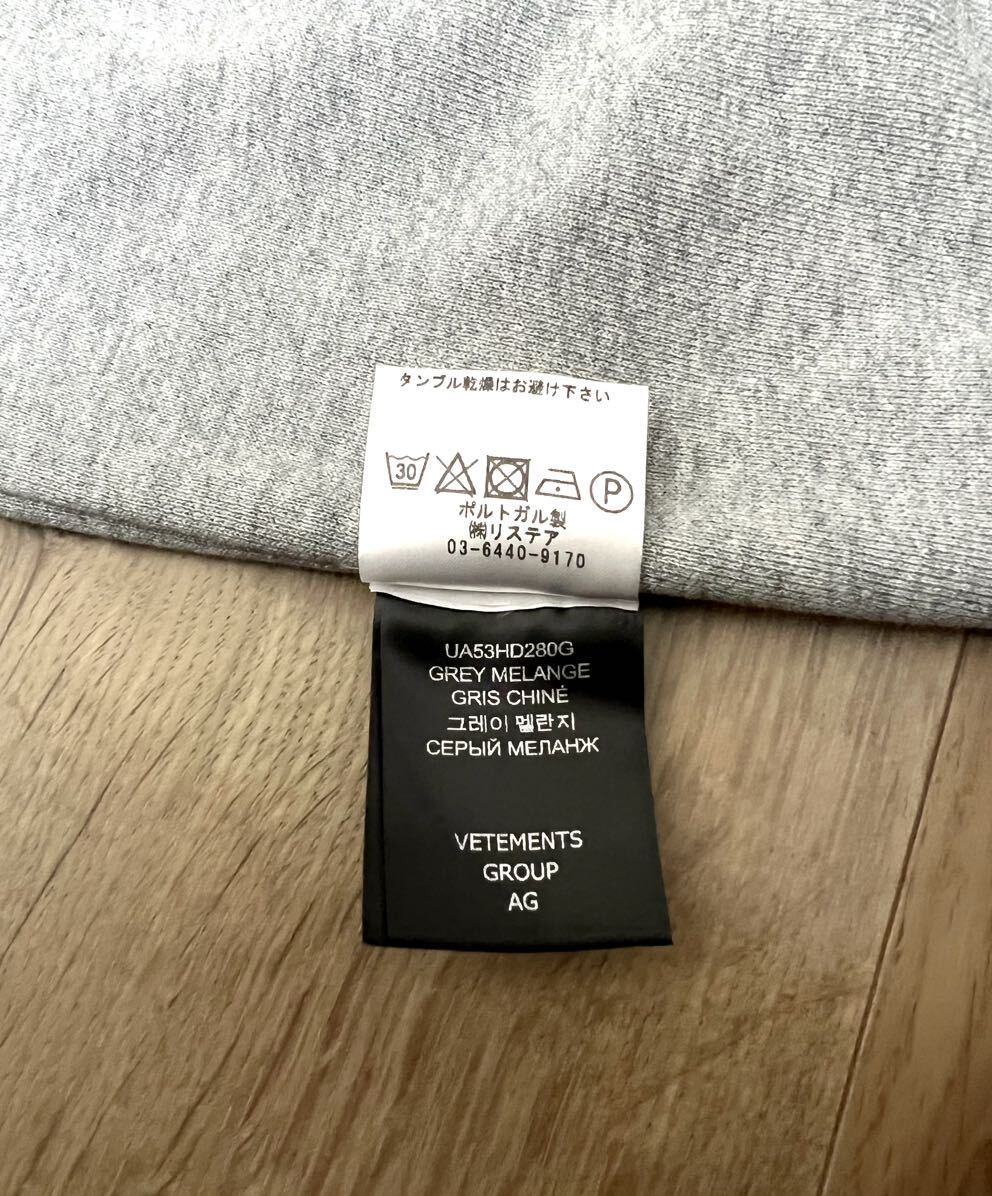 タンブル乾燥はお避け下さい
30 P
ポルトガル製
㈱リステア
03-6440-9170
UA53HD280G
GREY MELANGE
GRIS CHINÉ
그레이 멜란지
СЕРЫЙ МЕЛАНЖ
VETEMENTS
GROUP
AG